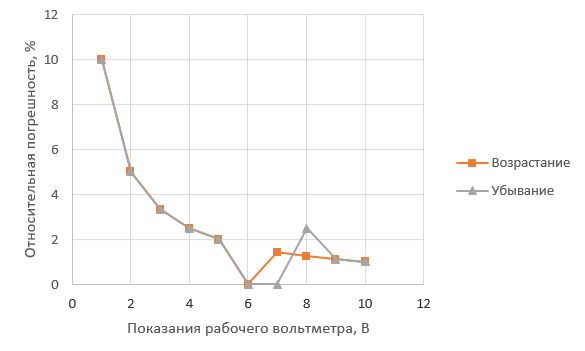 Относительная погрешность, %
12
10
8
6
4
2
0
0 2 4 6 8 10 12
Показания рабочего вольтметра, В
Возрастание
Убывание